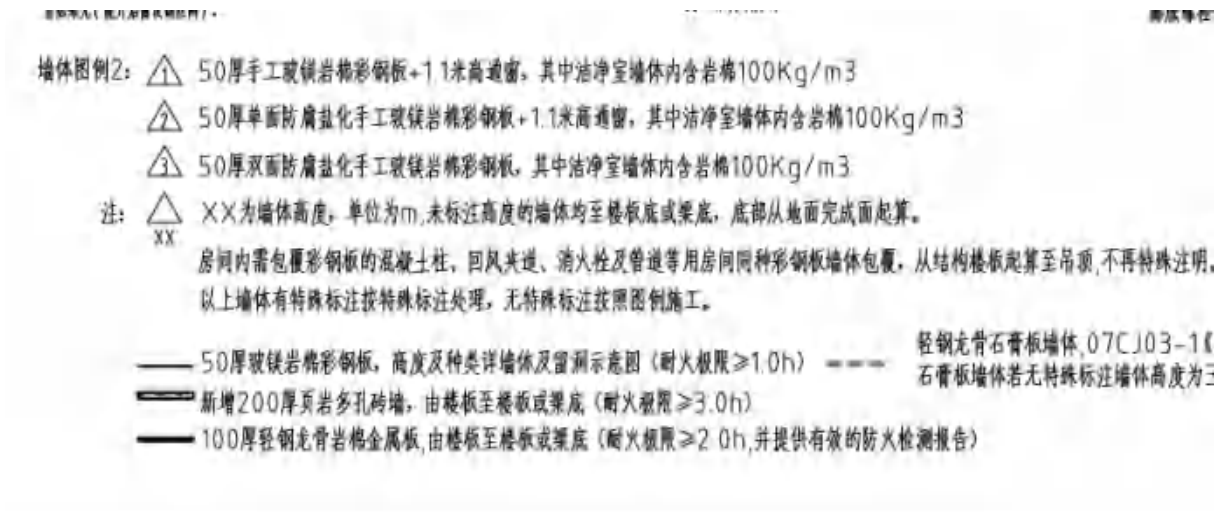 墙体图例2: 1 50厚手工玻镁岩棉彩钢板+1.1米高通窗，其中洁净室墙体内含岩棉100Kg/m3
2 50厚单面防腐盐化手工玻镁岩棉彩钢板+1.1米高通窗，其中洁净室墙体内含岩棉100Kg/m3
3 50厚双面防腐盐化手工玻镁岩棉彩钢板，其中洁净室墙体内含岩棉100Kg/m3
注: XX XX为墙体高度，单位为m,未标注高度的墙体均至楼板底或梁底，底部从地面完成面起算。
房间内需包覆彩钢板的混凝土柱、回风夹道、消火栓及管道等用房间同种彩钢板墙体包覆，从结构楼板起算至吊顶,不再特殊注明。
以上墙体有特殊标注按特殊标注处理，无特殊标注按照图例施工。
50厚玻镁岩棉彩钢板，高度及种类详墙体及留洞示意图（耐火极限≥1.0h）
轻钢龙骨石膏板墙体,07CJ03-1《
石膏板墙体若无特殊标注墙体高度为
新增200厚页岩多孔砖墙，由楼板至楼板或梁底（耐火极限≥3.0h）
100厚轻钢龙骨岩棉金属板,由楼板至楼板或梁底（耐火极限≥2.0h,并提供有效的防火检测报告）